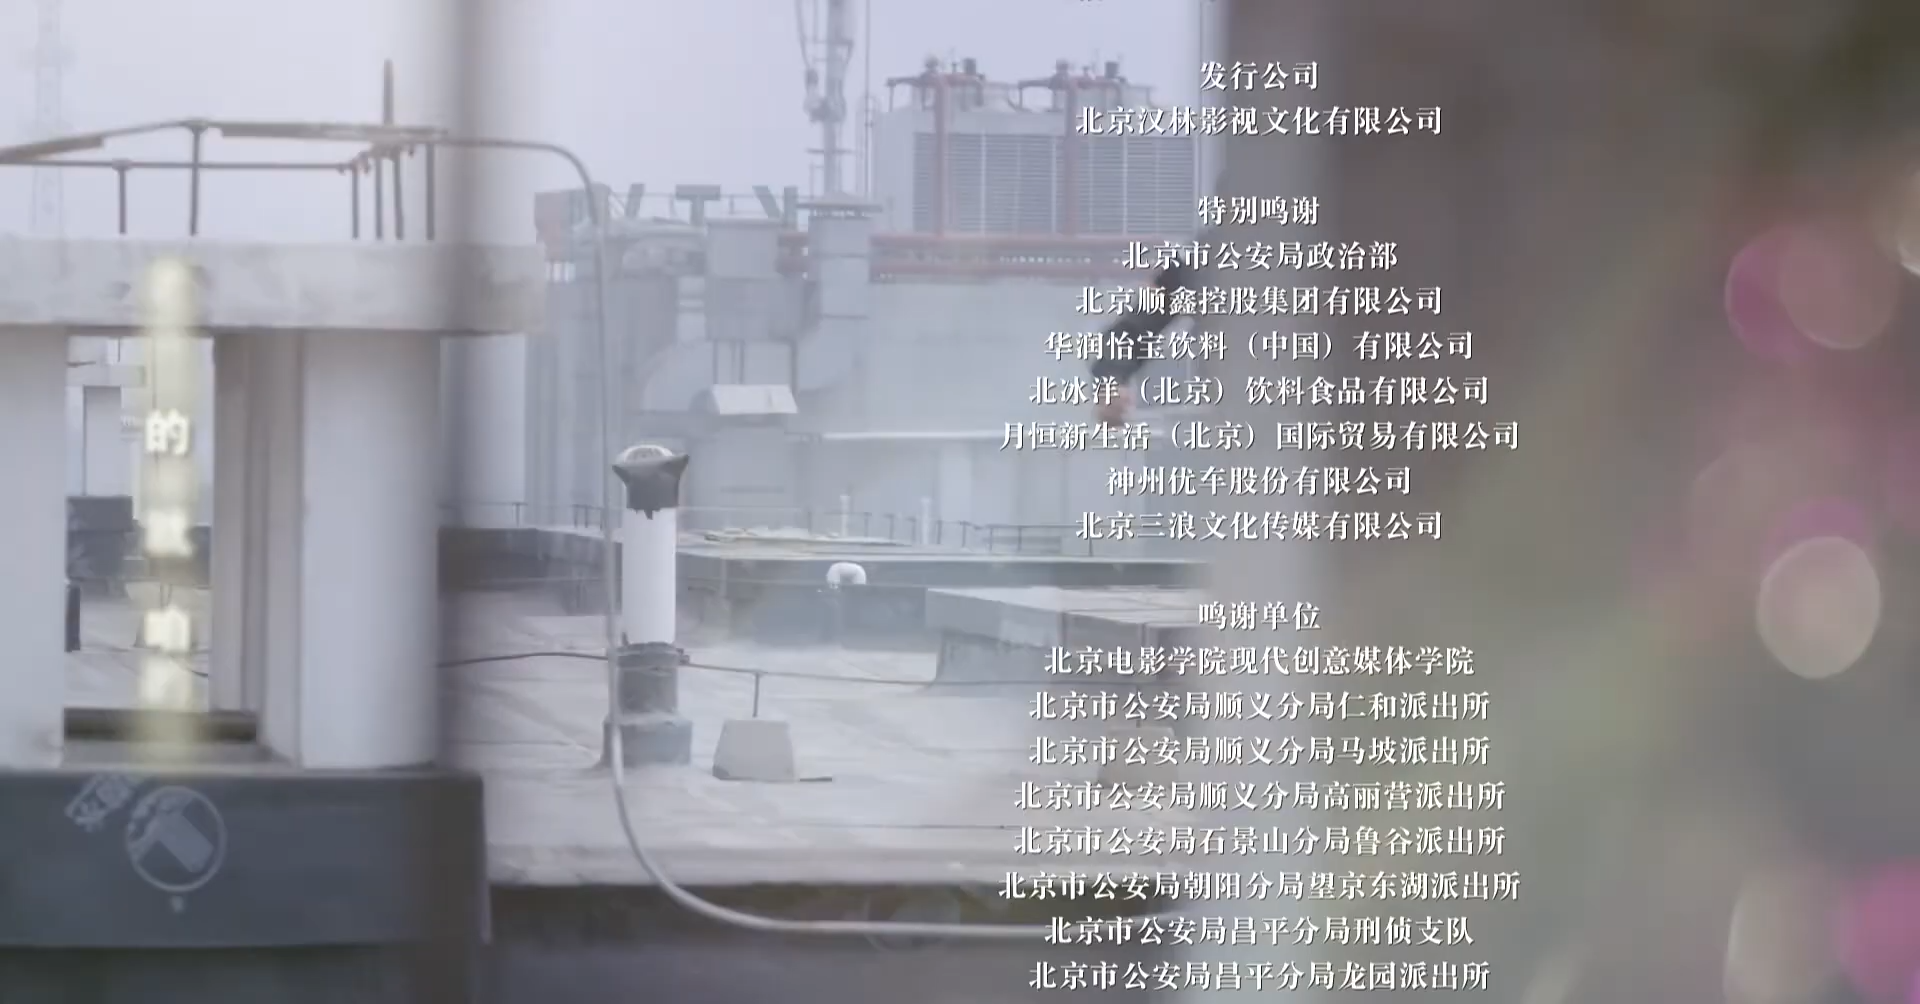 发行公司
北京汉林影视文化有限公司
特别鸣谢
北京市公安局政治部
北京顺鑫控股集团有限公司
华润怡宝饮料（中国）有限公司
北冰洋（北京）饮料食品有限公司
月恒新生活（北京）国际贸易有限公司
神州优车股份有限公司
北京三浪文化传媒有限公司
鸣谢单位
北京电影学院现代创意媒体学院
北京市公安局顺义分局仁和派出所
北京市公安局顺义分局马坡派出所
北京市公安局顺义分局高丽营派出所
北京市公安局石景山分局鲁谷派出所
北京市公安局朝阳分局望京东湖派出所
北京市公安局昌平分局刑侦支队
北京市公安局昌平分局龙园派出所
的